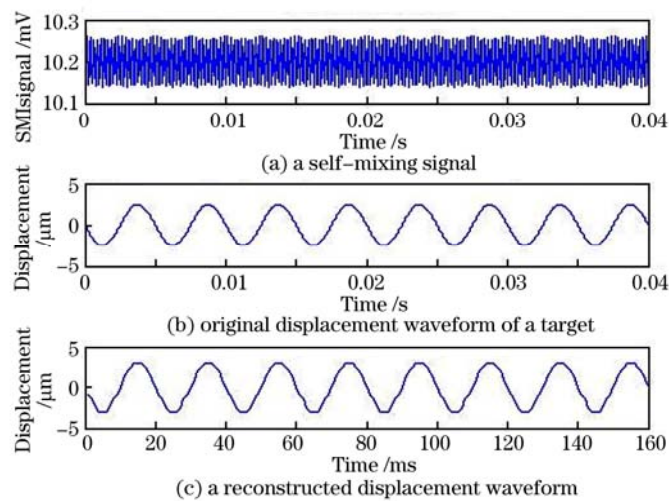 SMIsignal /mV
10.3
10.2
10.1
0 0.01 0.02 0.03 0.04
Time /s
(a) a self-mixing signal
Displacement
/μm
5
0
-5
0 0.01 0.02 0.03 0.04
Time /s
(b) original displacement waveform of a target
Displacement
/μm
5
0
-5
0 20 40 60 80 100 120 140 160
Time /ms
(c) a reconstructed displacement waveform